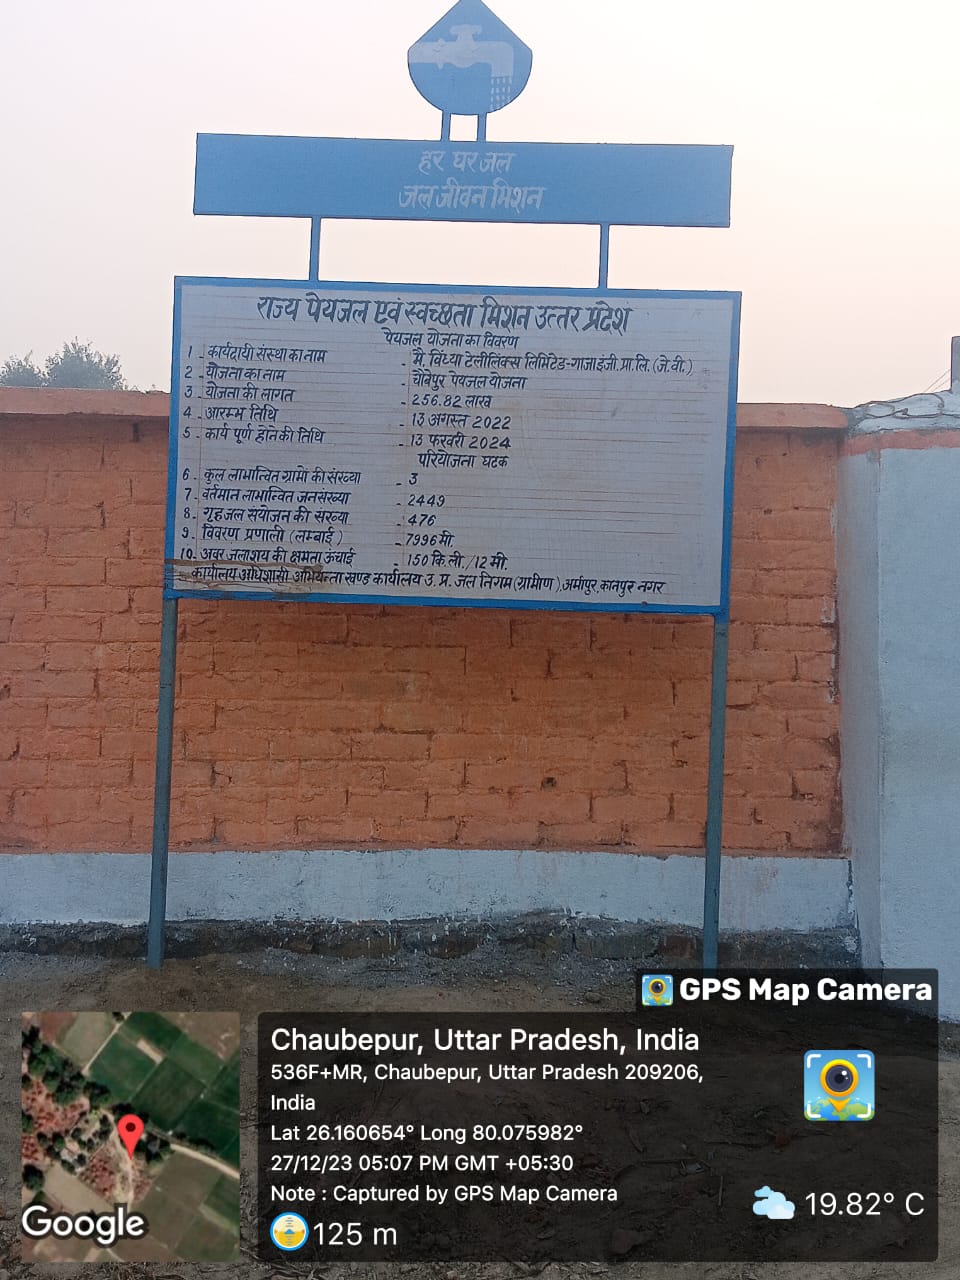 हर घर जल
जल जीवन मिशन
राज्य पेयजल एवं स्वच्छता मिशन उत्तर प्रदेश
पेयजल योजना का विवरण
1 - कार्यदायी संस्था का नाम - मै. विंध्या टेलीलिंक्स लिमिटेड-गाजा इंजी. प्रा. लि. (जे.वी.)
2 - योजना का नाम - चौबेपुर पेयजल योजना
3 - योजना की लागत - 256.82 लाख
4 - आरम्भ तिथि - 13 अगस्त 2022
5 - कार्य पूर्ण होने की तिथि - 13 फरवरी 2024
परियोजना घटक
6 - कुल लाभान्वित ग्रामों की संख्या - 3
7 - वर्तमान लाभान्वित जनसंख्या - 2449
8 - गृहजल संयोजन की संख्या - 476
9 - विवरण प्रणाली (लम्बाई) - 7996 मी.
10 - अवर जलाशय की क्षमता ऊंचाई - 150 कि.ली./12 मी.
कार्यालय अधिशासी अभियन्ता खण्ड कार्यालय उ.प्र. जल निगम (ग्रामीण), अर्मापुर, कानपुर नगर
GPS Map Camera
Chaubepur, Uttar Pradesh, India
536F+MR, Chaubepur, Uttar Pradesh 209206,
India
Lat 26.160654° Long 80.075982°
27/12/23 05:07 PM GMT +05:30
Note : Captured by GPS Map Camera
125 m
19.82° C
Google